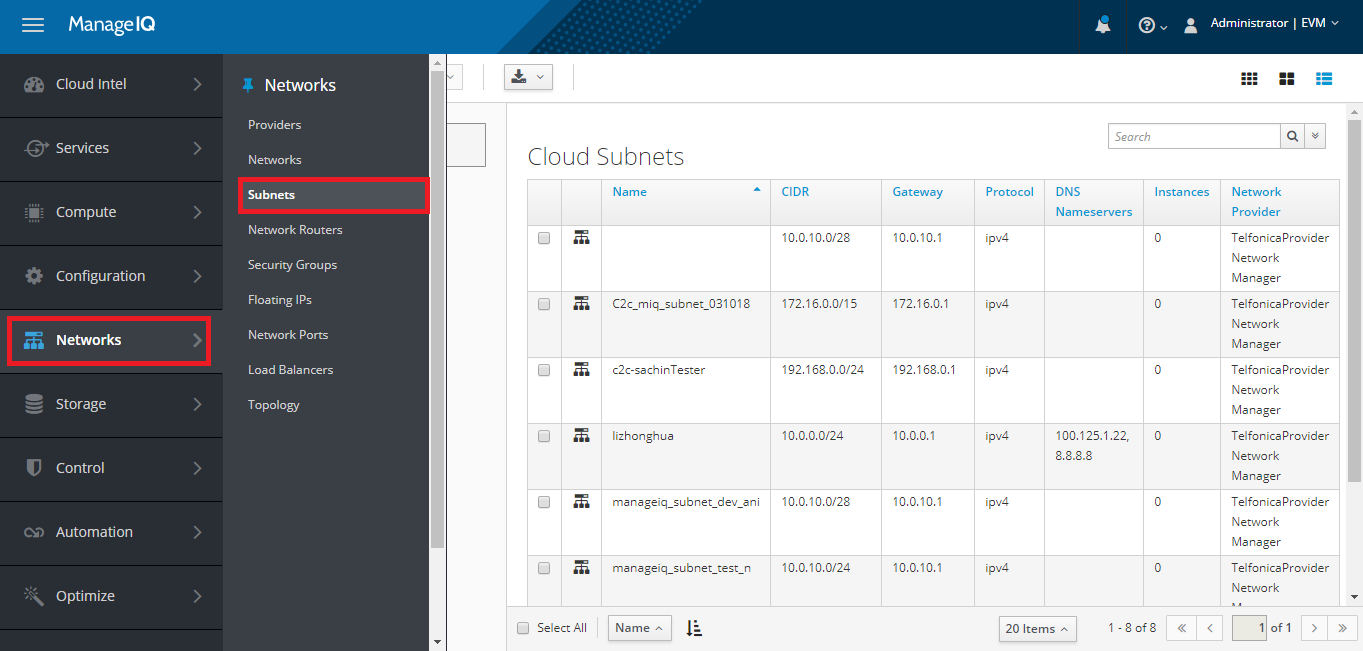 ManageIQ
Administrator | EVM
Cloud Intel
Services
Compute
Configuration
Networks
Storage
Control
Automation
Optimize
Networks
Providers
Networks
Subnets
Network Routers
Security Groups
Floating IPs
Network Ports
Load Balancers
Topology
Search
Cloud Subnets
Name CIDR Gateway Protocol DNS Nameservers Instances Network Provider
10.0.10.0/28 10.0.10.1 ipv4 0 TelfonicaProvider
Network
Manager
C2c_miq_subnet_031018 172.16.0.0/15 172.16.0.1 ipv4 0 TelfonicaProvider
Network
Manager
c2c-sachinTester 192.168.0.0/24 192.168.0.1 ipv4 0 TelfonicaProvider
Network
Manager
lizhonghua 10.0.0.0/24 10.0.0.1 ipv4 100.125.1.22, 0 TelfonicaProvider
8.8.8.8 Network
Manager
manageiq_subnet_dev_ani 10.0.10.0/28 10.0.10.1 ipv4 0 TelfonicaProvider
Network
Manager
manageiq_subnet_test_n 10.0.10.0/24 10.0.10.1 ipv4 0 TelfonicaProvider
Network
Select All Name 20 Items 1 - 8 of 8 1 of 1